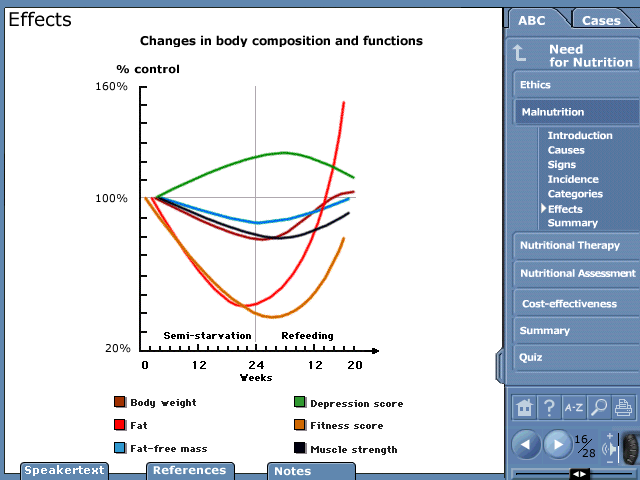 Effects
Changes in body composition and functions
% control
160%
100%
20%
Semi-starvation
Refeeding
0
12
24
12
20
Weeks
Body weight
Fat
Fat-free mass
Depression score
Fitness score
Muscle strength
Speakertext
References
Notes
ABC
Cases
Need
for Nutrition
Ethics
Malnutrition
Introduction
Causes
Signs
Incidence
Categories
Effects
Summary
Nutritional Therapy
Nutritional Assessment
Cost-effectiveness
Summary
Quiz
?
A-Z
16/28
+
−